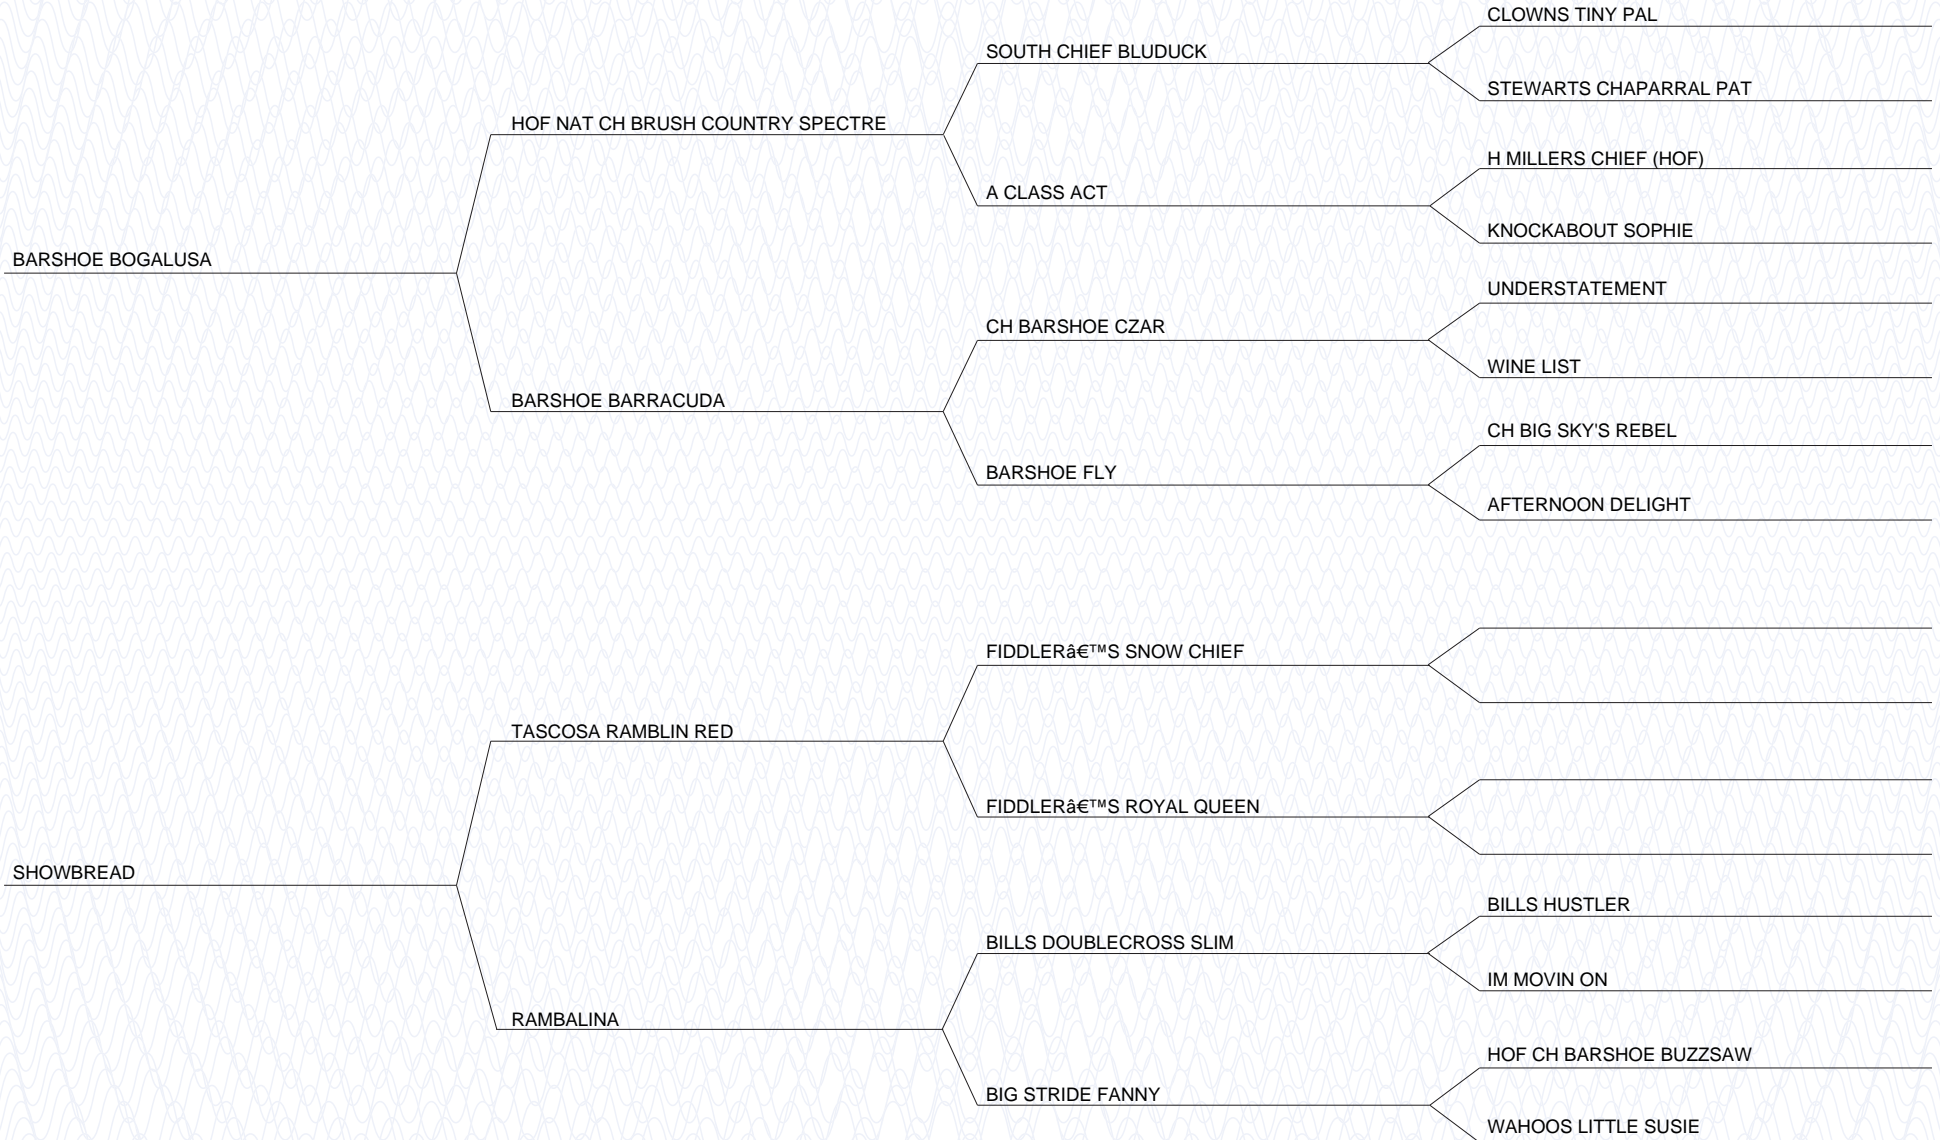 CLOWNS TINY PAL
SOUTH CHIEF BLUDUCK
STEWARTS CHAPARRAL PAT
HOF NAT CH BRUSH COUNTRY SPECTRE
H MILLERS CHIEF (HOF)
A CLASS ACT
KNOCKABOUT SOPHIE
BARSHOE BOGALUSA
UNDERSTATEMENT
CH BARSHOE CZAR
WINE LIST
BARSHOE BARRACUDA
CH BIG SKY'S REBEL
BARSHOE FLY
AFTERNOON DELIGHT
FIDDLERâ€™S SNOW CHIEF
TASCOSA RAMBLIN RED
FIDDLERâ€™S ROYAL QUEEN
SHOWBREAD
BILLS HUSTLER
BILLS DOUBLECROSS SLIM
IM MOVIN ON
RAMBALINA
HOF CH BARSHOE BUZZSAW
BIG STRIDE FANNY
WAHOOS LITTLE SUSIE